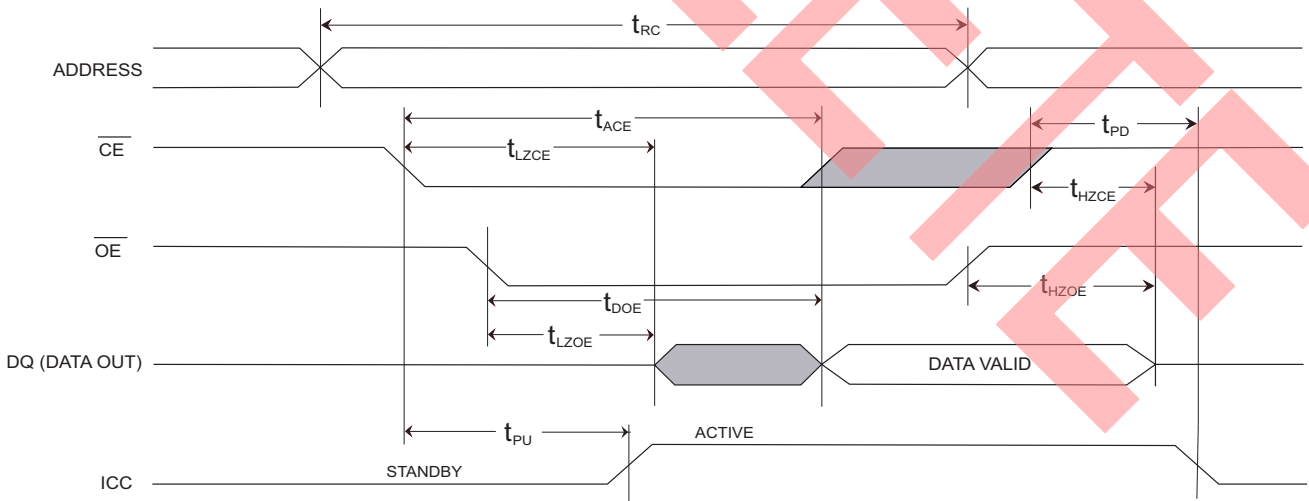 tRC
ADDRESS
tACE
tPD
CE
tLZCE
tHZCE
OE
tHZOE
tDOE
tLZOE
DQ (DATA OUT)
DATA VALID
tPU
ACTIVE
STANDBY
ICC